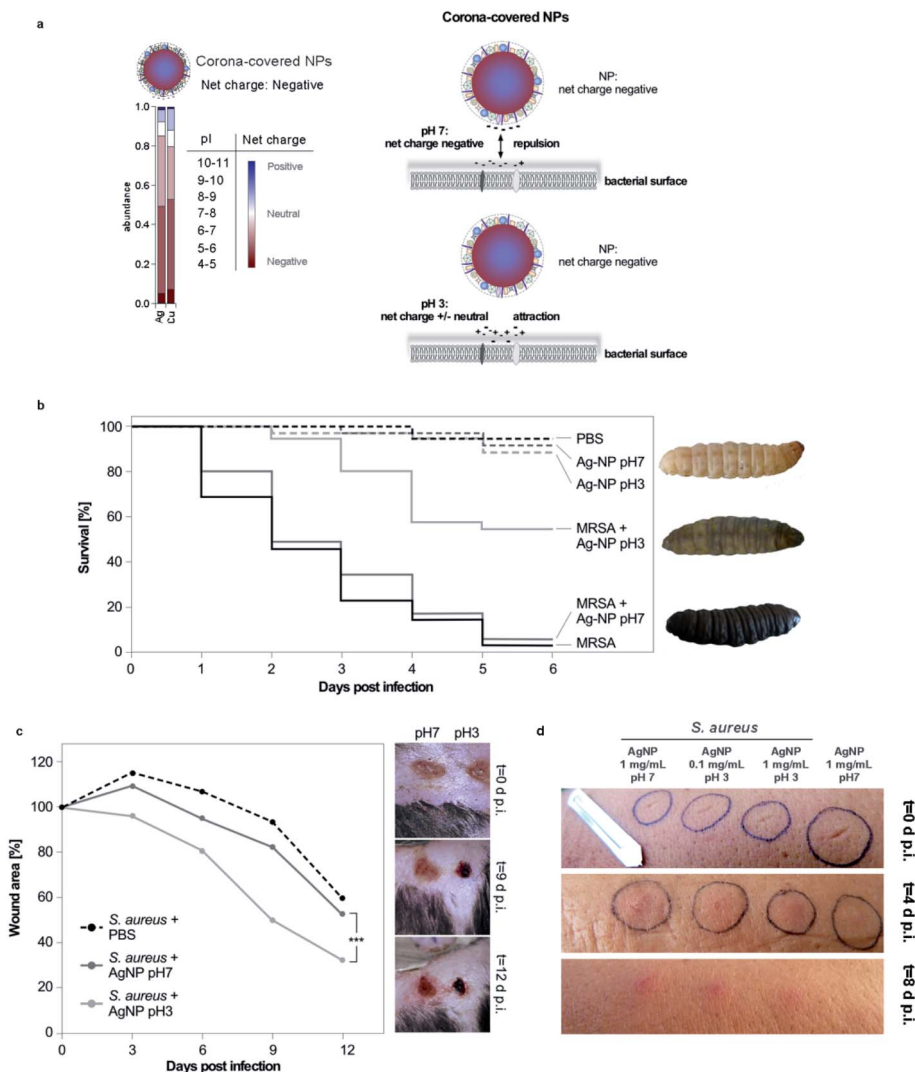 Corona-covered NPs
a
Corona-covered NPs
Net charge: Negative
NP:
net charge negative
1.0
0.8
0.6
0.4
0.2
0.0
abundance
Ag
Cu
pI
Net charge
10-11
9-10
8-9
7-8
6-7
5-6
4-5
Positive
Neutral
Negative
pH 7:
net charge negative
repulsion
bacterial surface
NP:
net charge negative
pH 3:
net charge +/- neutral
attraction
bacterial surface
b
100
80
60
40
20
0
Survival [%]
0 1 2 3 4 5 6
Days post infection
PBS
Ag-NP pH7
Ag-NP pH3
MRSA +
Ag-NP pH3
MRSA +
Ag-NP pH7
MRSA
c
120
100
80
60
40
20
0
Wound area [%]
S. aureus +
PBS
S. aureus +
AgNP pH7
S. aureus +
AgNP pH3
***
0 3 6 9 12
Days post infection
pH7 pH3
t=0 d p.i.
t=9 d p.i.
t=12 d p.i.
d
S. aureus
AgNP
1 mg/mL
pH 7
AgNP
0.1 mg/mL
pH 3
AgNP
1 mg/mL
pH 3
AgNP
1 mg/mL
pH7
t=0 d p.i.
t=4 d p.i.
t=8 d p.i.